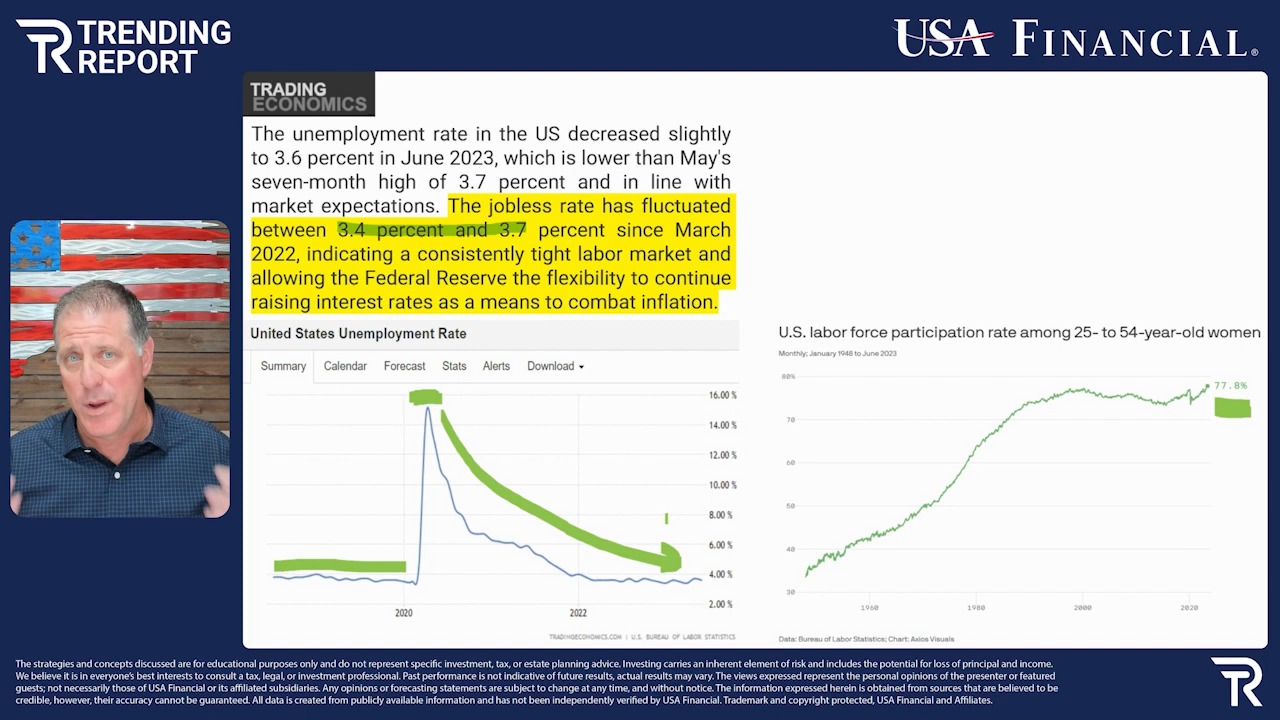 TRENDING
REPORT
USA FINANCIAL®
TRADING
ECONOMICS
The unemployment rate in the US decreased slightly
to 3.6 percent in June 2023, which is lower than May's
seven-month high of 3.7 percent and in line with
market expectations. The jobless rate has fluctuated
between 3.4 percent and 3.7 percent since March
2022, indicating a consistently tight labor market and
allowing the Federal Reserve the flexibility to continue
raising interest rates as a means to combat inflation.
United States Unemployment Rate
Summary Calendar Forecast Stats Alerts Download
16.00 %
14.00 %
12.00 %
10.00 %
8.00 %
6.00 %
4.00 %
2.00 %
2020 2022
TRADINGECONOMICS.COM | U.S. BUREAU OF LABOR STATISTICS
U.S. labor force participation rate among 25- to 54-year-old women
Monthly; January 1948 to June 2023
80%
77.8%
70
60
50
40
30
1960 1980 2000 2020
Data: Bureau of Labor Statistics; Chart: Axios Visuals
The strategies and concepts discussed are for educational purposes only and do not represent specific investment, tax, or estate planning advice. Investing carries an inherent element of risk and includes the potential for loss of principal and income.
We believe it is in everyone's best interests to consult a tax, legal, or investment professional. Past performance is not indicative of future results, actual results may vary. The views expressed represent the personal opinions of the presenter or featured
guests; not necessarily those of USA Financial or its affiliated subsidiaries. Any opinions or forecasting statements are subject to change at any time, and without notice. The information expressed herein is obtained from sources that are believed to be
credible, however, their accuracy cannot be guaranteed. All data is created from publicly available information and has not been independently verified by USA Financial. Trademark and copyright protected, USA Financial and Affiliates.